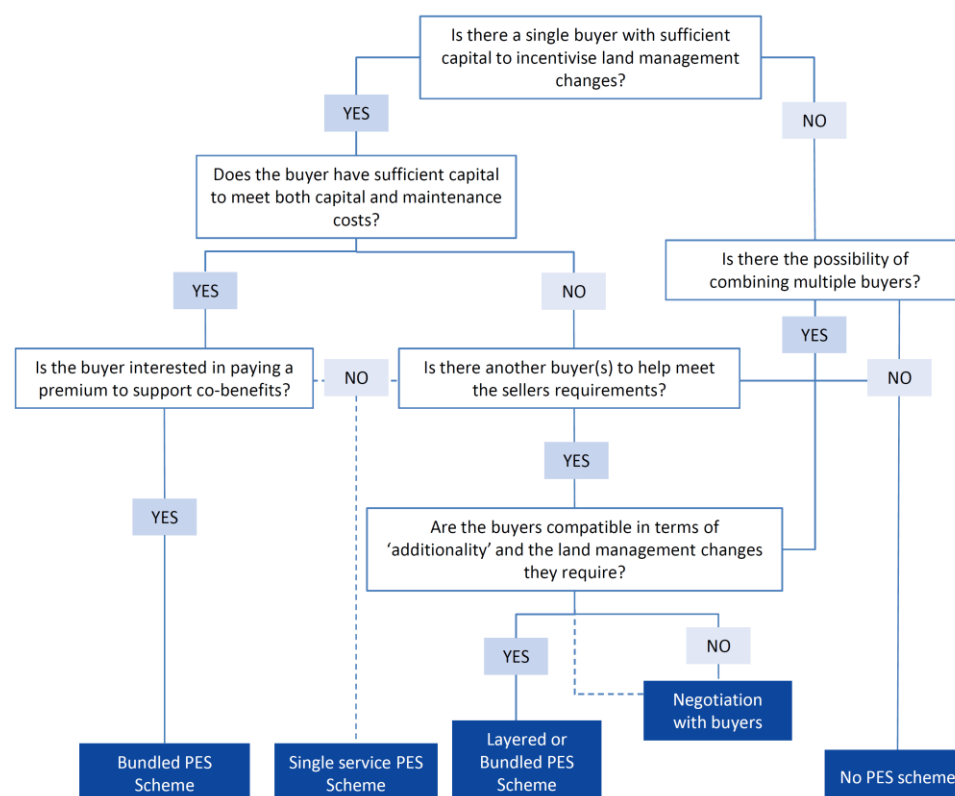 Is there a single buyer with sufficient
capital to incentivise land management
changes?
YES
NO
Does the buyer have sufficient capital
to meet both capital and maintenance
costs?
Is there the possibility of
combining multiple buyers?
YES
NO
YES
Is the buyer interested in paying a
premium to support co-benefits?
NO
Is there another buyer(s) to help meet
the sellers requirements?
NO
YES
YES
Are the buyers compatible in terms of
‘additionality’ and the land management changes
they require?
YES
NO
Negotiation
with buyers
Bundled PES
Scheme
Single service PES
Scheme
Layered or
Bundled PES
Scheme
No PES scheme